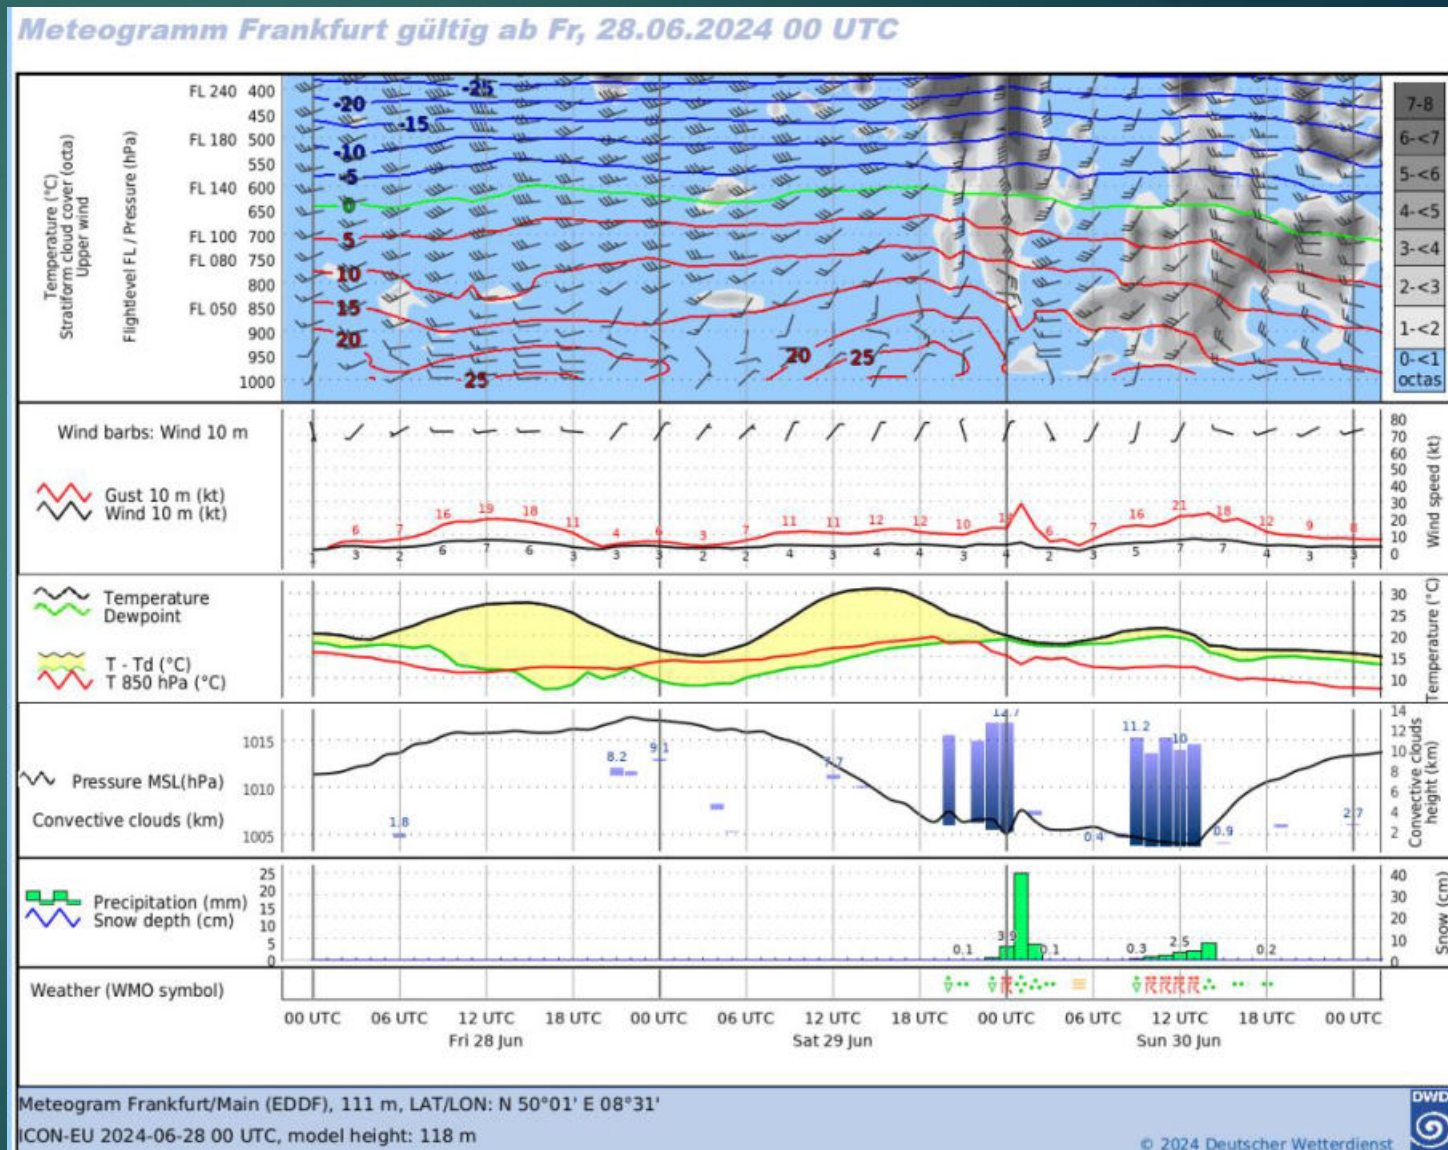 Meteogramm Frankfurt gültig ab Fr, 28.06.2024 00 UTC
Temperature (°C)
Stratiform cloud cover (octa)
Upper wind
Flightlevel FL / Pressure (hPa)
FL 240 400
450
FL 180 500
550
FL 140 600
650
FL 100 700
FL 080 750
800
FL 050 850
900
950
1000
-25
-20
-15
-10
-5
0
5
10
15
20
25
20
25
7-8
6-<7
5-<6
4-<5
3-<4
2-<3
1-<2
0-<1
octas
Wind barbs: Wind 10 m
Gust 10 m (kt)
Wind 10 m (kt)
6 7 16 19 18 11 4 6 3 7 11 11 12 12 10 6 7 16 21 18 12 9 8
3 2 6 7 6 3 3 3 2 2 4 3 4 4 3 4 2 3 5 7 7 4 3 3
80
70
60
50
40
30
20
10
0
Wind speed (kt)
Temperature
Dewpoint
T - Td (°C)
T 850 hPa (°C)
30
25
20
15
10
Temperature (°C)
Pressure MSL(hPa)
Convective clouds (km)
1015
1010
1005
1.8 8.2 9.1 7.7 12.7 0.4 11.2 10 0.9 2.7
14
12
10
8
6
4
2
Convective clouds
height (km)
Precipitation (mm)
Snow depth (cm)
25
20
15
10
5
0
0.1 3.9 0.1 0.3 2.5 0.2
40
30
20
10
0
Snow (cm)
Weather (WMO symbol)
00 UTC 06 UTC 12 UTC 18 UTC 00 UTC 06 UTC 12 UTC 18 UTC 00 UTC 06 UTC 12 UTC 18 UTC 00 UTC
Fri 28 Jun Sat 29 Jun Sun 30 Jun
Meteogram Frankfurt/Main (EDDF), 111 m, LAT/LON: N 50°01' E 08°31'
ICON-EU 2024-06-28 00 UTC, model height: 118 m
© 2024 Deutscher Wetterdienst
DWD